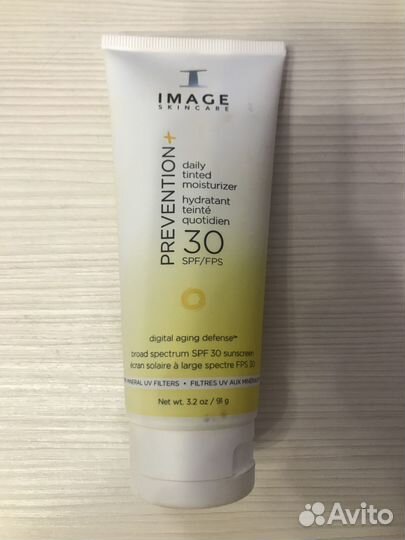 IMAGE
SKINCARE
PREVENTION+
daily
tinted
moisturizer
hydratant
teinté
quotidien
30
SPF/FPS
digital aging defense™
broad spectrum SPF 30 sunscreen
écran solaire à large spectre FPS 30
MINERAL UV FILTERS • FILTRES UV AUX
Net wt. 3.2 oz / 91 g
Avito